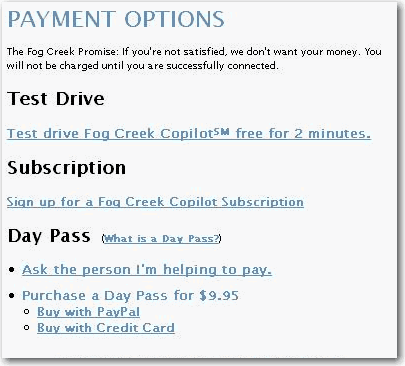 PAYMENT OPTIONS
The Fog Creek Promise: If you're not satisfied, we don't want your money. You
will not be charged until you are successfully connected.
Test Drive
Test drive Fog Creek Copilot℠ free for 2 minutes.
Subscription
Sign up for a Fog Creek Copilot Subscription
Day Pass (What is a Day Pass?)
• Ask the person I'm helping to pay.
• Purchase a Day Pass for $9.95
○ Buy with PayPal
○ Buy with Credit Card